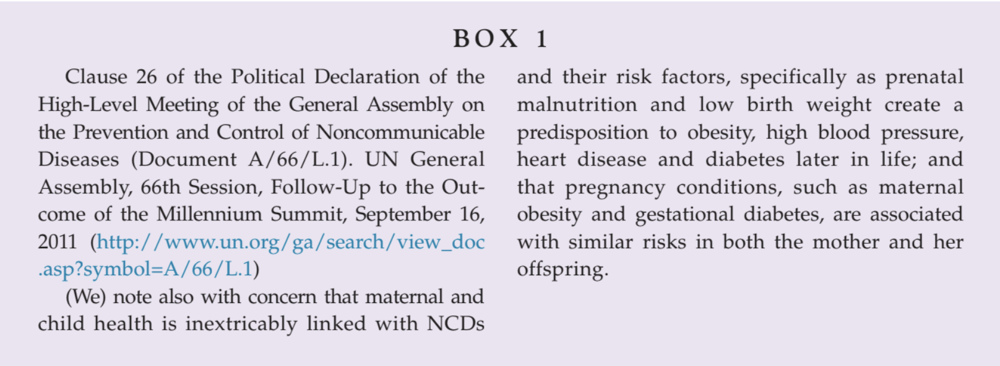 BOX 1
Clause 26 of the Political Declaration of the
High-Level Meeting of the General Assembly on
the Prevention and Control of Noncommunicable
Diseases (Document A/66/L.1). UN General
Assembly, 66th Session, Follow-Up to the Out-
come of the Millennium Summit, September 16,
2011 (http://www.un.org/ga/search/view_doc
.asp?symbol=A/66/L.1)
(We) note also with concern that maternal and
child health is inextricably linked with NCDs
and their risk factors, specifically as prenatal
malnutrition and low birth weight create a
predisposition to obesity, high blood pressure,
heart disease and diabetes later in life; and
that pregnancy conditions, such as maternal
obesity and gestational diabetes, are associated
with similar risks in both the mother and her
offspring.